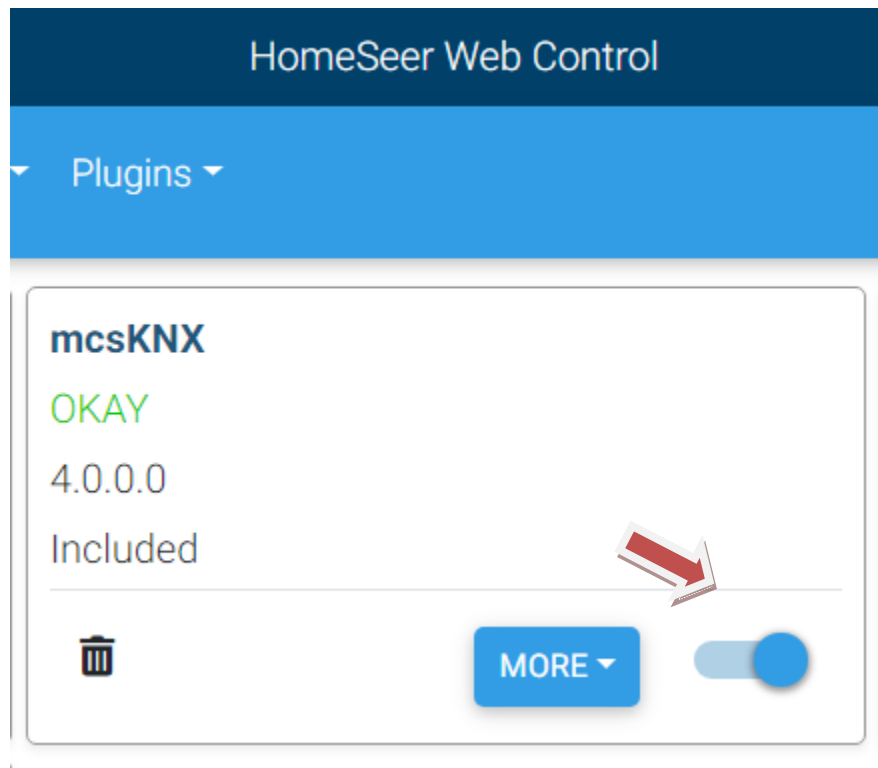 HomeSeer Web Control
Plugins
mcsKNX
OKAY
4.0.0.0
Included
MORE